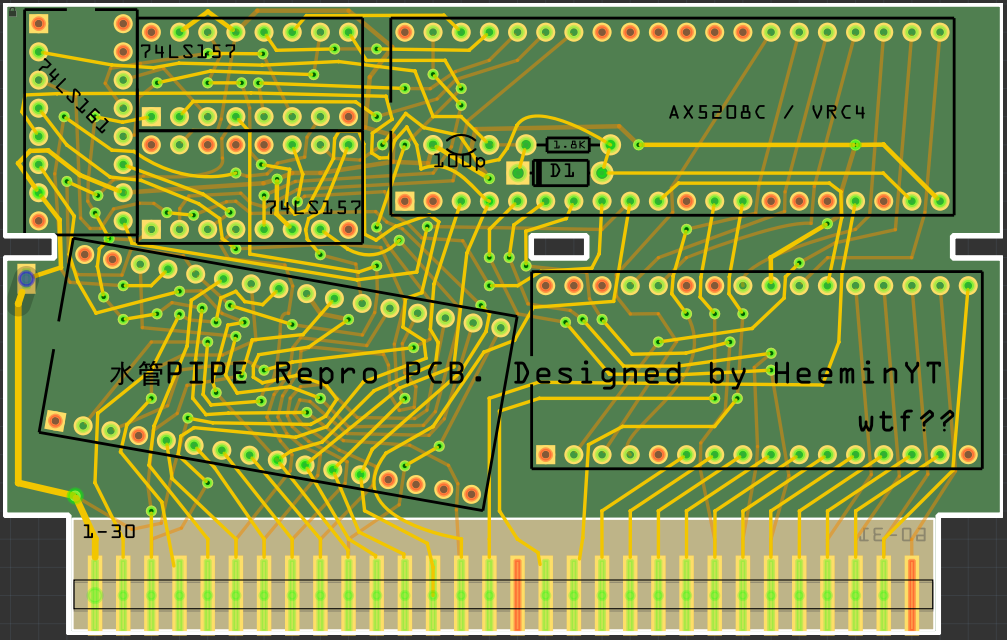 74LS157
74LS161
AX5208C / VRC4
100p
1.8K
D1
74LS157
水管PIPE Repro PCB. Designed by HeeminYT
wtf??
1-30
31-60